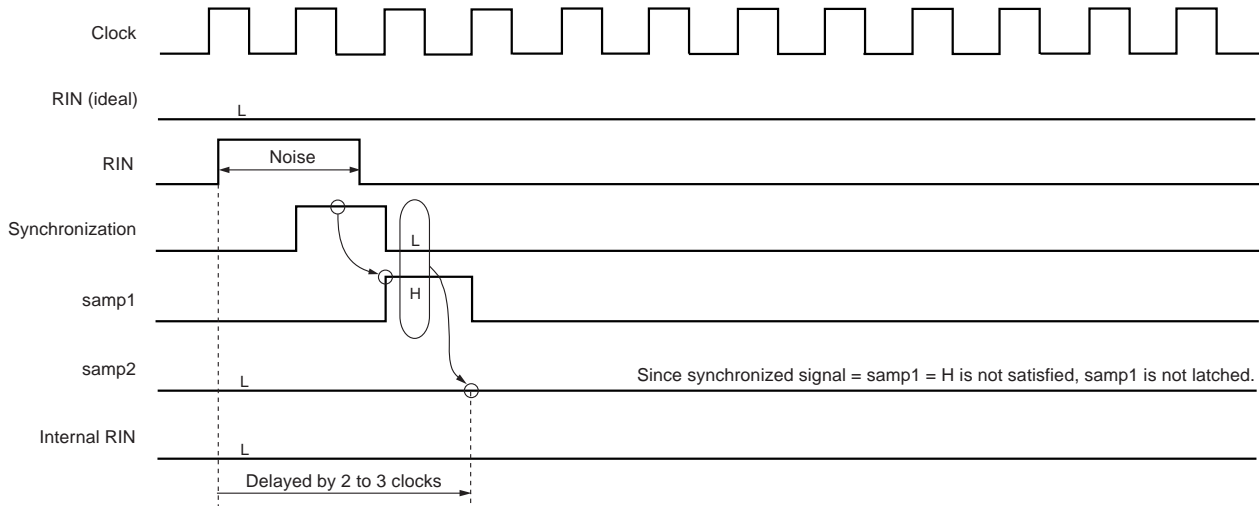 Clock
RIN (ideal)
L
RIN
Noise
Synchronization
L
samp1
H
samp2
L
Since synchronized signal = samp1 = H is not satisfied, samp1 is not latched.
Internal RIN
L
Delayed by 2 to 3 clocks